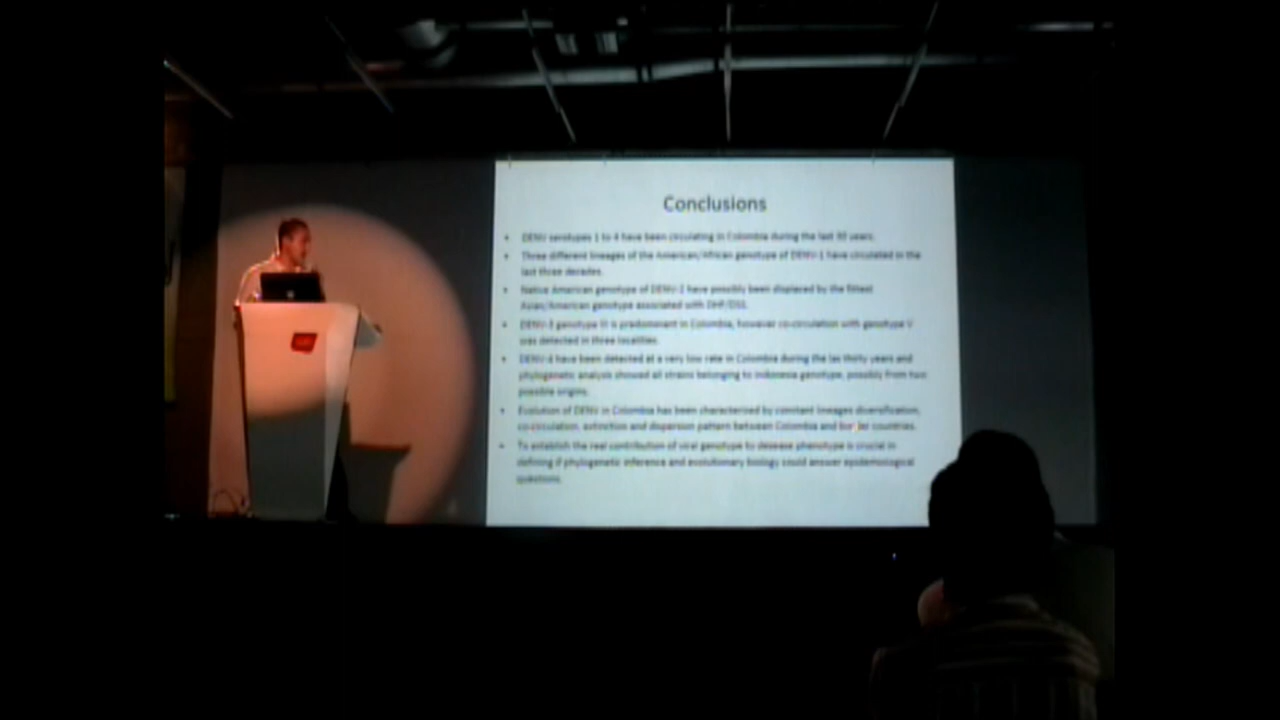 Conclusions
DENV serotypes 1 to 4 have been circulating in Colombia during the last 30 years.
Three different lineages of the American/African genotype of DENV-1 have circulated in the
last three decades.
Native American genotype of DENV-2 have possibly been displaced by the fittest
Asian/American genotype associated with DHF/DSS.
DENV-3 genotype III is predominant in Colombia, however co-circulation with genotype V
was detected in three localities.
DENV-4 have been detected at a very low rate in Colombia during the las thirty years and
phylogenetic analysis showed all strains belonging to Indonesia genotype, possibly from two
possible origins.
Evolution of DENV in Colombia has been characterized by constant lineages diversification,
co-circulation, extinction and dispersion pattern between Colombia and border countries.
To establish the real contribution of viral genotype to desease phenotype is crucial in
defining if phylogenetic inference and evolutionary biology could answer epidemiological
questions.